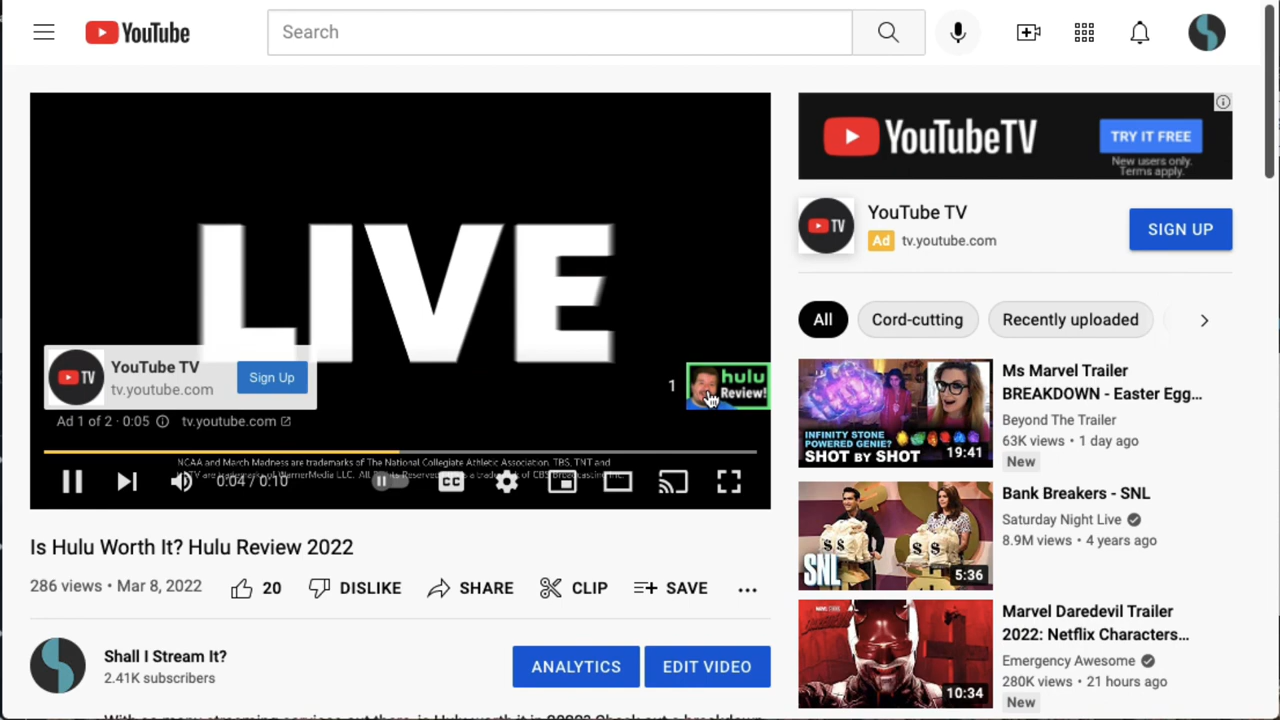 YouTube
Search
LIVE
YouTube TV
tv.youtube.com
Sign Up
1
hulu
Review!
Ad 1 of 2 · 0:05
tv.youtube.com
NCAA and March Madness are trademarks of The National Collegiate Athletic Association. TBS, TNT and
0:04 / 0:10
CC
Is Hulu Worth It? Hulu Review 2022
286 views • Mar 8, 2022
20
DISLIKE
SHARE
CLIP
SAVE
Shall I Stream It?
2.41K subscribers
ANALYTICS
EDIT VIDEO
YouTubeTV
TRY IT FREE
New users only.
Terms apply.
TV
YouTube TV
Ad tv.youtube.com
SIGN UP
All
Cord-cutting
Recently uploaded
INFINITY STONE
POWERED GENIE?
SHOT BY SHOT
19:41
Ms Marvel Trailer
BREAKDOWN - Easter Egg...
Beyond The Trailer
63K views • 1 day ago
New
SNL
5:36
Bank Breakers - SNL
Saturday Night Live
8.9M views • 4 years ago
10:34
Marvel Daredevil Trailer
2022: Netflix Characters...
Emergency Awesome
280K views • 21 hours ago
New